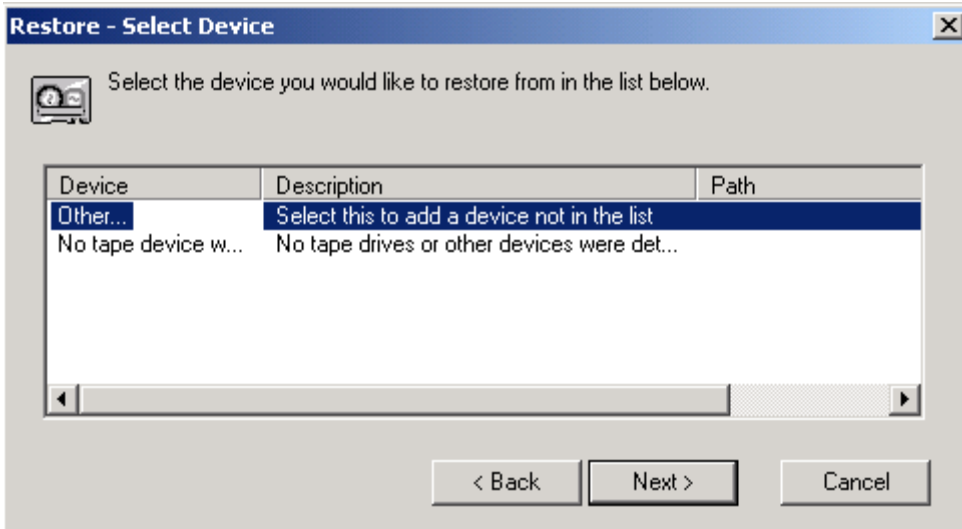 Restore - Select Device
Select the device you would like to restore from in the list below.
Device Description Path
Other... Select this to add a device not in the list
No tape device w... No tape drives or other devices were det...
< Back Next > Cancel